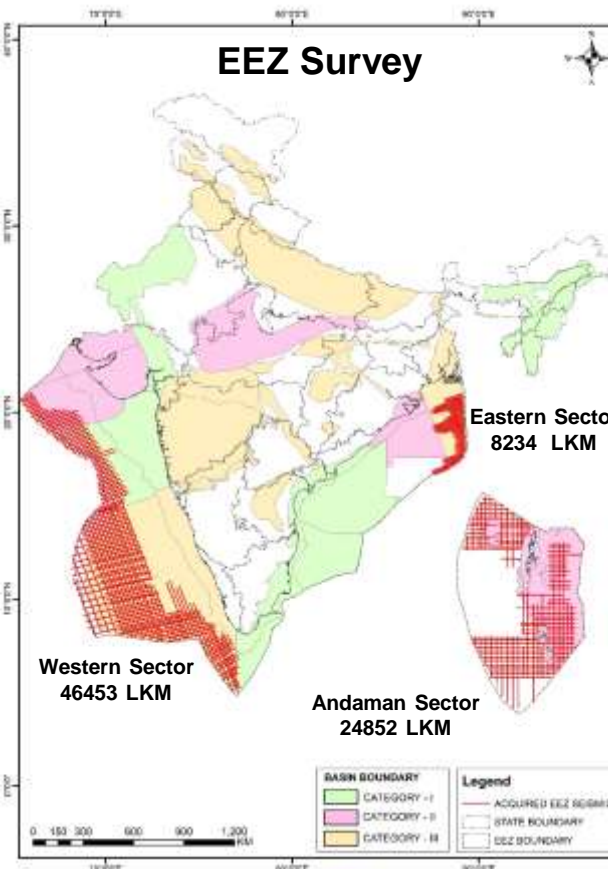 EEZ Survey
Eastern Secto
8234 LKM
Western Sector
46453 LKM
Andaman Sector
24852 LKM
BASIN BOUNDARY
CATEGORY - I
CATEGORY - II
CATEGORY - III
Legend
ACQUIRED EEZ SEISMI
STATE BOUNDARY
EEZ BOUNDARY
0 150 300 600 900 1,200
KM